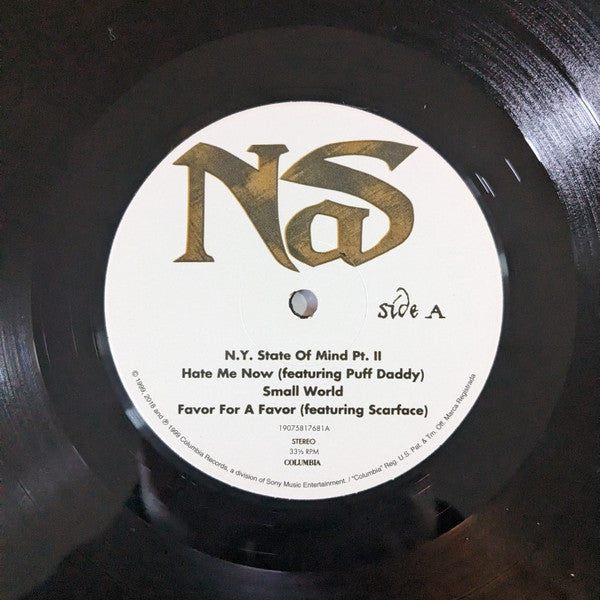 NaS
side A
N.Y. State Of Mind Pt. II
Hate Me Now (featuring Puff Daddy)
Small World
Favor For A Favor (featuring Scarface)
19075817681A
STEREO
33⅓ RPM
COLUMBIA
© 1999, 2018 and ℗ 1999 Columbia Records, a division of Sony Music Entertainment. / "Columbia" Reg. U.S. Pat. & Tm. Off. Marca Registrada